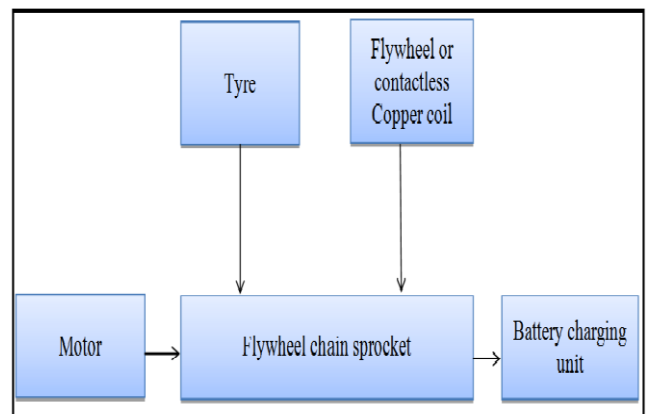 Tyre
Flywheel or
contactless
Copper coil
Motor
Flywheel chain sprocket
Battery charging
unit